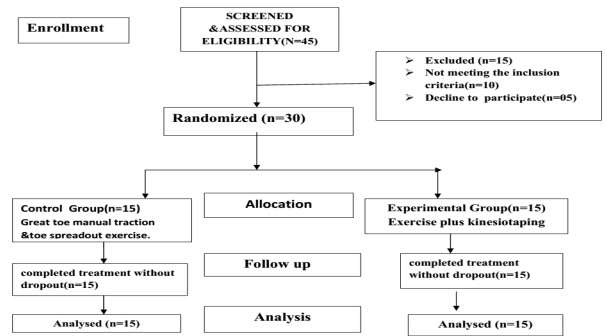 Enrollment
SCREENED
&ASSESSED FOR
ELIGIBILITY(N=45)
➢ Excluded (n=15)
➢ Not meeting the inclusion
criteria(n=10)
➢ Decline to participate(n=05)
Randomized (n=30)
Allocation
Control Group(n=15)
Great toe manual traction
&toe spreadout exercise.
Experimental Group(n=15)
Exercise plus kinesiotaping
Follow up
completed treatment without
dropout(n=15)
completed treatment
without dropout(n=15)
Analysis
Analysed (n=15)
Analysed (n=15)